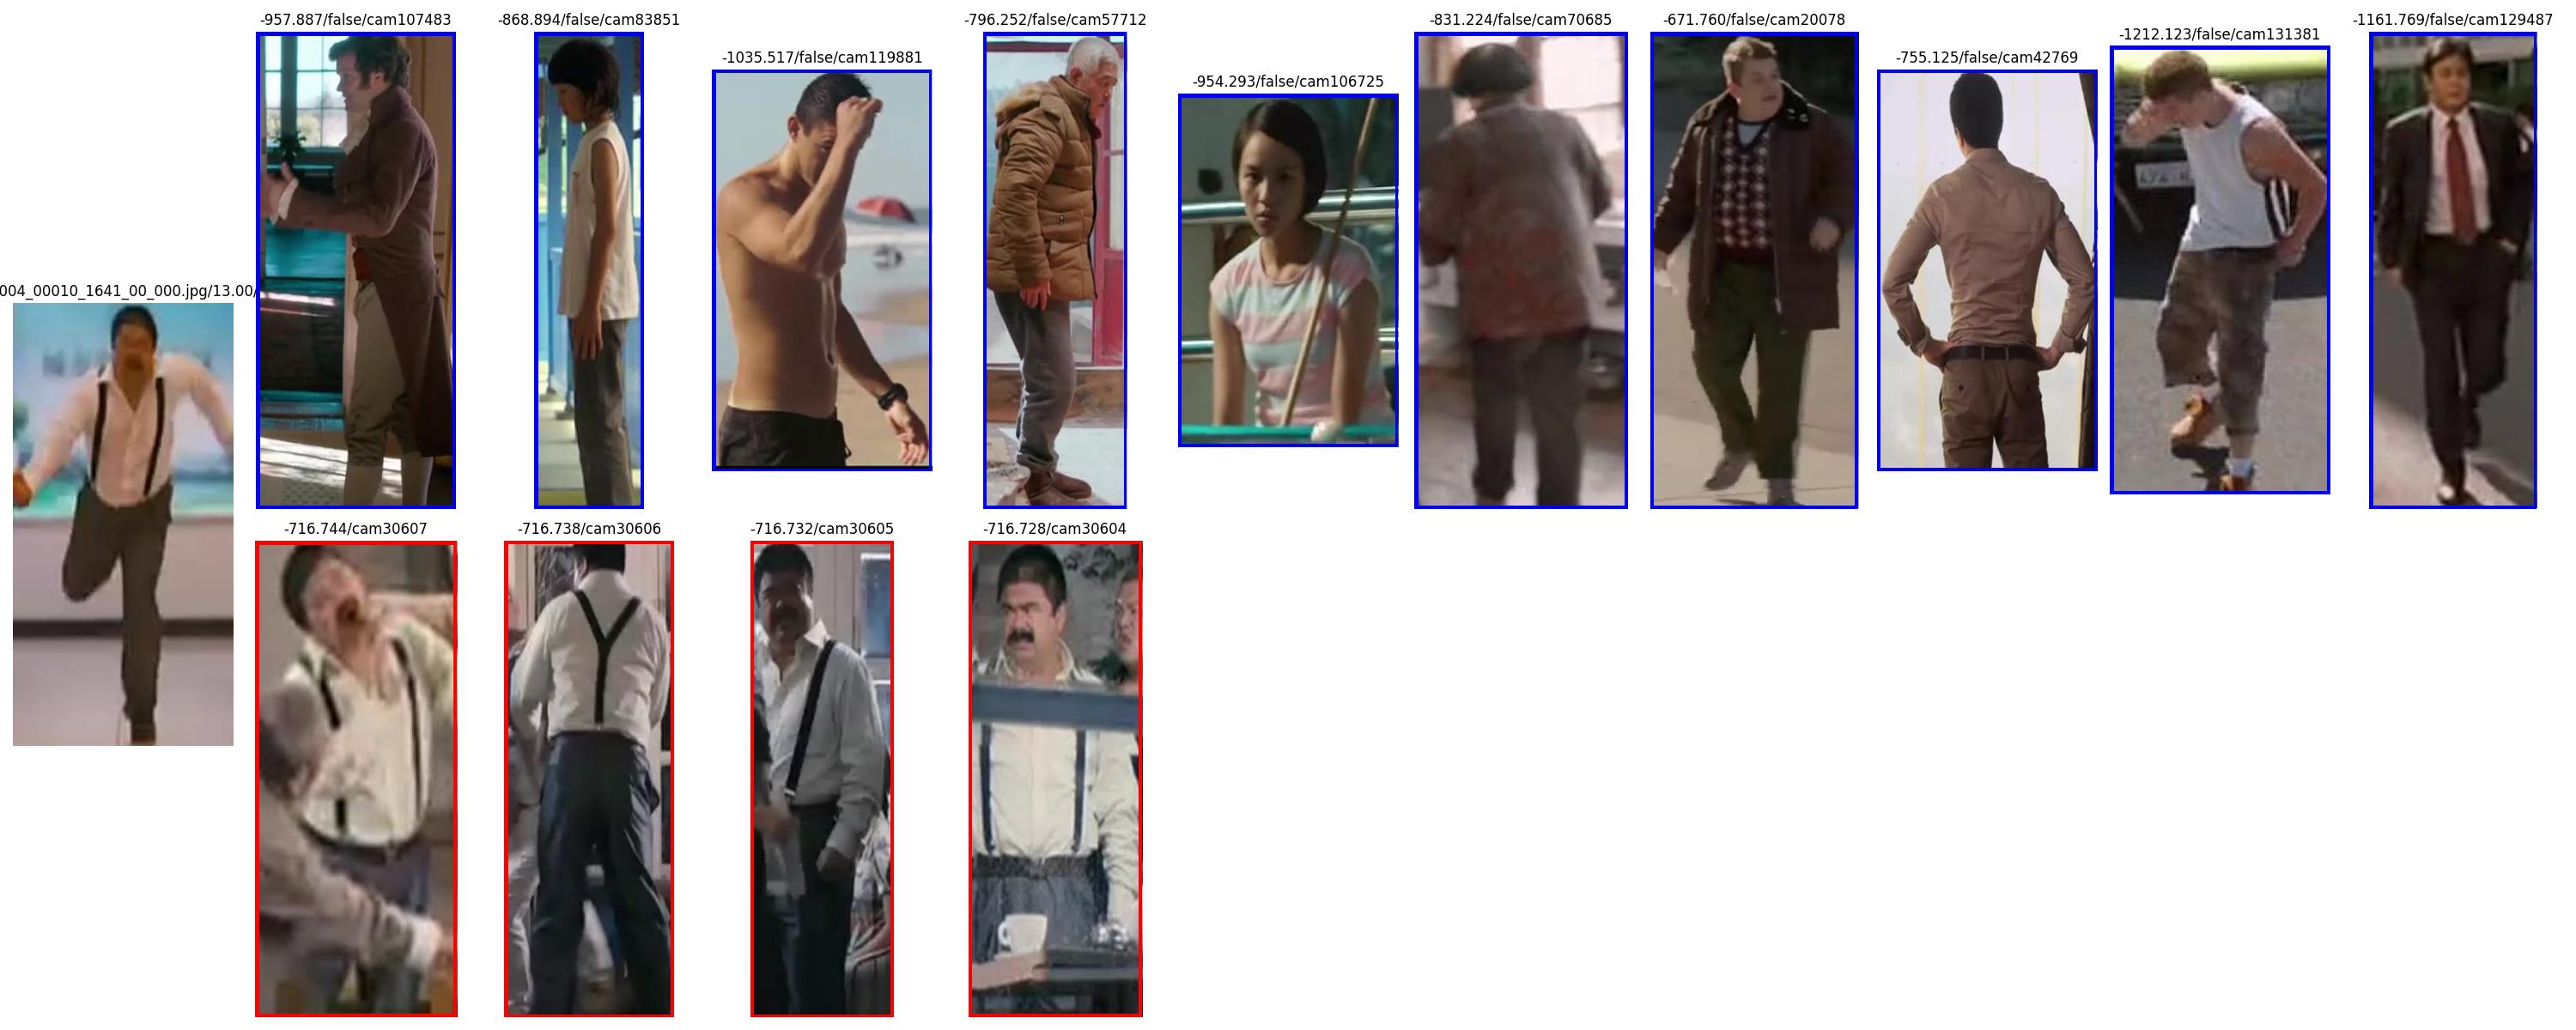 -957.887/false/cam107483
-868.894/false/cam83851
-1035.517/false/cam119881
-796.252/false/cam57712
-954.293/false/cam106725
-831.224/false/cam70685
-671.760/false/cam20078
-755.125/false/cam42769
-1212.123/false/cam131381
-1161.769/false/cam129487
004_00010_1641_00_000.jpg/13.00/
-716.744/cam30607
-716.738/cam30606
-716.732/cam30605
-716.728/cam30604